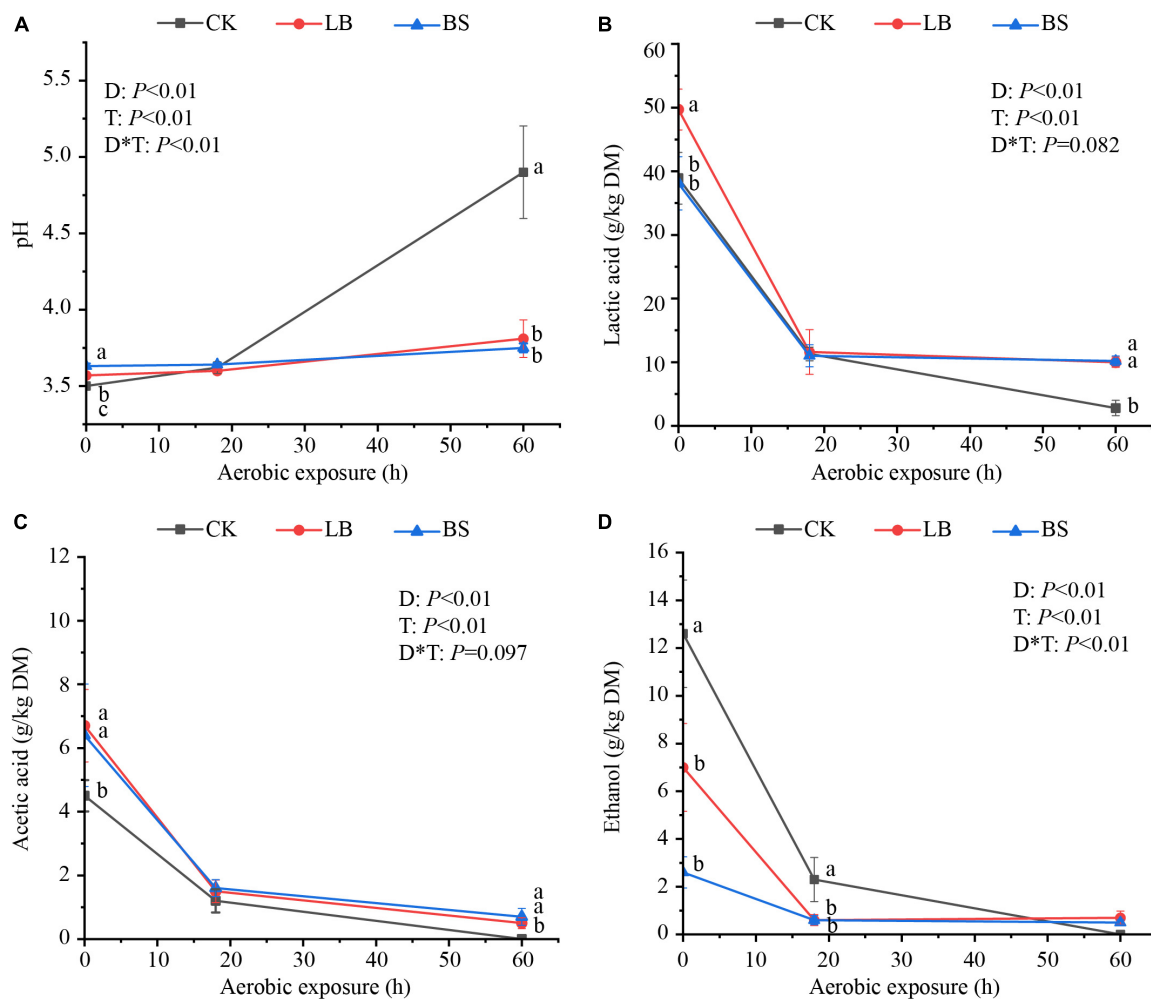 A
CK LB BS
5.5
5.0
4.5
4.0
3.5
pH
D: P<0.01
T: P<0.01
D*T: P<0.01
a
b
c
a
b
b
0 10 20 30 40 50 60
Aerobic exposure (h)
B
CK LB BS
60
50
40
30
20
10
0
Lactic acid (g/kg DM)
D: P<0.01
T: P<0.01
D*T: P=0.082
a
b
b
a
a
b
0 10 20 30 40 50 60
Aerobic exposure (h)
C
CK LB BS
12
10
8
6
4
2
0
Acetic acid (g/kg DM)
D: P<0.01
T: P<0.01
D*T: P=0.097
a
a
b
a
a
b
0 10 20 30 40 50 60
Aerobic exposure (h)
D
CK LB BS
16
14
12
10
8
6
4
2
0
Ethanol (g/kg DM)
D: P<0.01
T: P<0.01
D*T: P<0.01
a
b
b
a
b
b
0 10 20 30 40 50 60
Aerobic exposure (h)